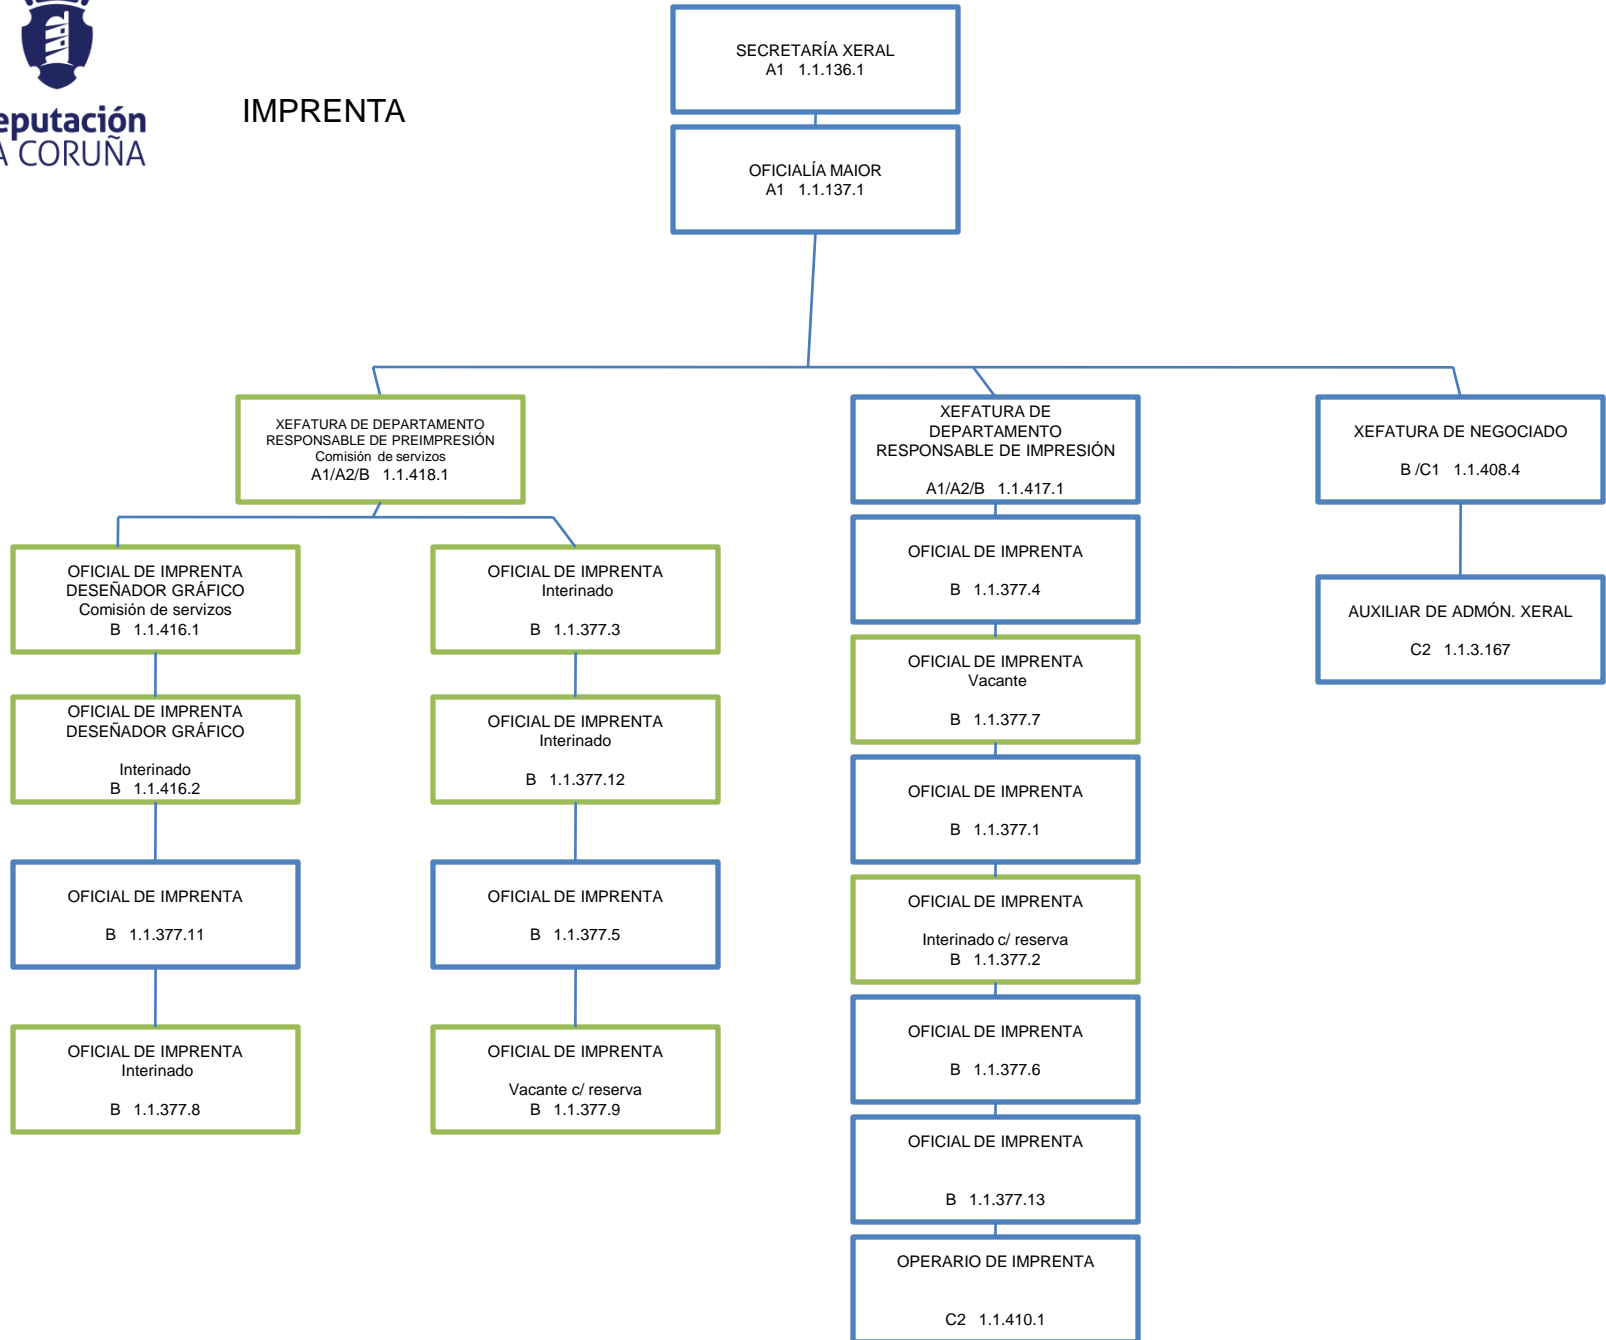 eputación
A CORUÑA
IMPRENTA
SECRETARÍA XERAL
A1 1.1.136.1
OFICIALÍA MAIOR
A1 1.1.137.1
XEFATURA DE DEPARTAMENTO
RESPONSABLE DE PREIMPRESIÓN
Comisión de servizos
A1/A2/B 1.1.418.1
OFICIAL DE IMPRENTA
DESEÑADOR GRÁFICO
Comisión de servizos
B 1.1.416.1
OFICIAL DE IMPRENTA
DESEÑADOR GRÁFICO
Interinado
B 1.1.416.2
OFICIAL DE IMPRENTA
B 1.1.377.11
OFICIAL DE IMPRENTA
Interinado
B 1.1.377.8
OFICIAL DE IMPRENTA
Interinado
B 1.1.377.3
OFICIAL DE IMPRENTA
Interinado
B 1.1.377.12
OFICIAL DE IMPRENTA
B 1.1.377.5
OFICIAL DE IMPRENTA
Vacante c/ reserva
B 1.1.377.9
XEFATURA DE
DEPARTAMENTO
RESPONSABLE DE IMPRESIÓN
A1/A2/B 1.1.417.1
OFICIAL DE IMPRENTA
B 1.1.377.4
OFICIAL DE IMPRENTA
Vacante
B 1.1.377.7
OFICIAL DE IMPRENTA
B 1.1.377.1
OFICIAL DE IMPRENTA
Interinado c/ reserva
B 1.1.377.2
OFICIAL DE IMPRENTA
B 1.1.377.6
OFICIAL DE IMPRENTA
B 1.1.377.13
OPERARIO DE IMPRENTA
C2 1.1.410.1
XEFATURA DE NEGOCIADO
B /C1 1.1.408.4
AUXILIAR DE ADMÓN. XERAL
C2 1.1.3.167